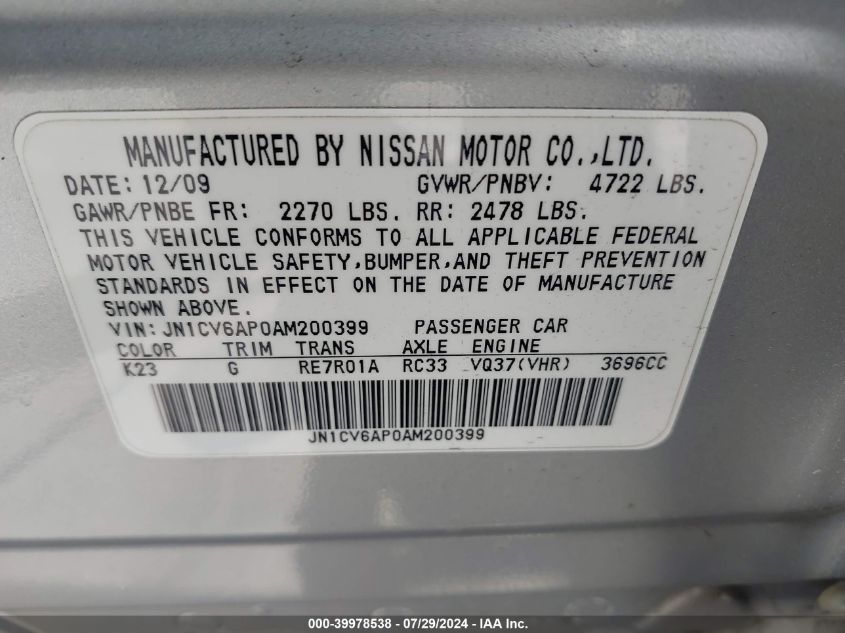 MANUFACTURED BY NISSAN MOTOR CO.,LTD.
DATE: 12/09 GVWR/PNBV: 4722 LBS.
GAWR/PNBE FR: 2270 LBS. RR: 2478 LBS.
THIS VEHICLE CONFORMS TO ALL APPLICABLE FEDERAL
MOTOR VEHICLE SAFETY,BUMPER,AND THEFT PREVENTION
STANDARDS IN EFFECT ON THE DATE OF MANUFACTURE
SHOWN ABOVE.
VIN: JN1CV6AP0AM200399 PASSENGER CAR
COLOR TRIM TRANS AXLE ENGINE
K23 G RE7R01A RC33 VQ37(VHR) 3696CC
JN1CV6AP0AM200399
000-39978538 - 07/29/2024 - IAA Inc.